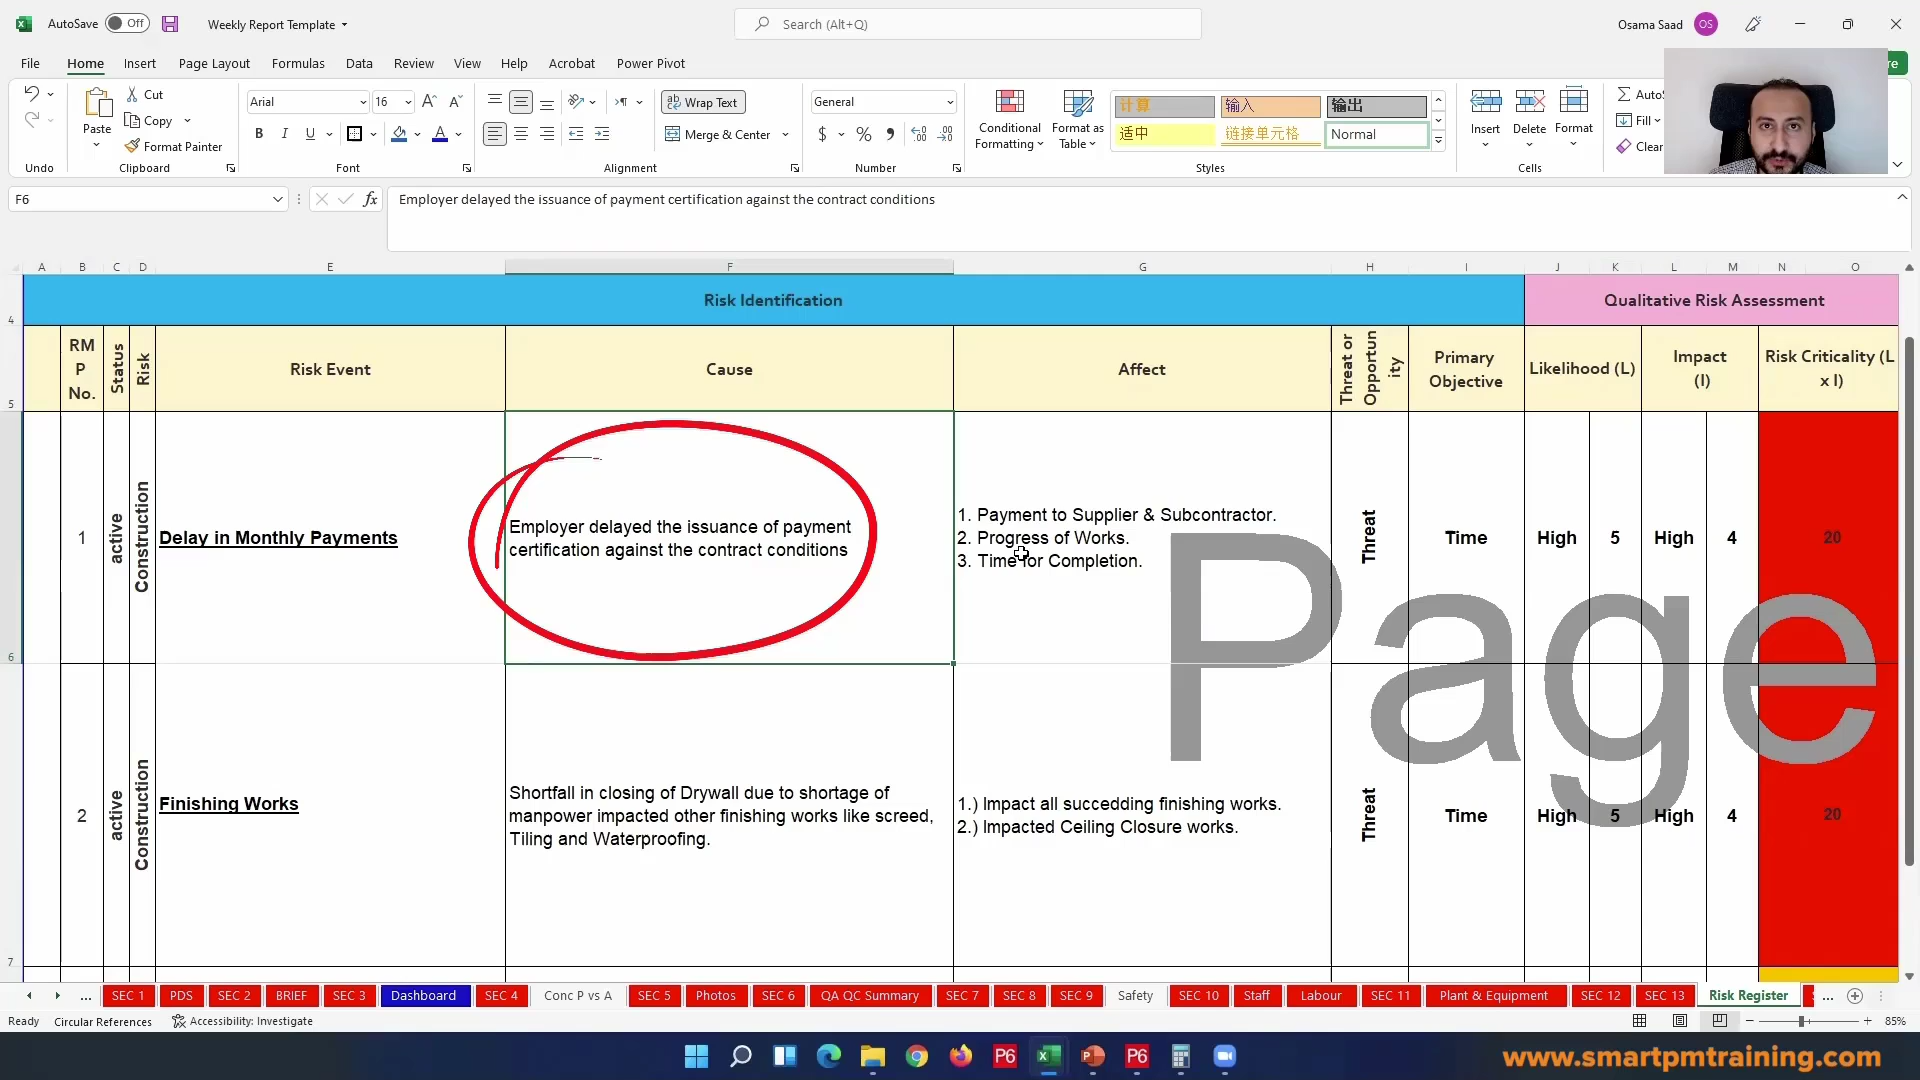 AutoSave Off Weekly Report Template
Search (Alt+Q)
Osama Saad OS
File Home Insert Page Layout Formulas Data Review View Help Acrobat Power Pivot
Undo
Paste
Cut
Copy
Format Painter
Clipboard
Arial 16
B I U
Font
Wrap Text
Merge & Center
Alignment
General
Number
Conditional
Formatting
Format as
Table
计算 输入 输出
适中 链接单元格 Normal
Styles
Insert Delete Format
Cells
Fill
Clear
F6
fx
Employer delayed the issuance of payment certification against the contract conditions
A B C D E F G H I J K L M N O
4
Risk Identification
Qualitative Risk Assessment
5
RM
P
No.
Status
Risk
Risk Event
Cause
Affect
Threat or
Opportun
ity
Primary
Objective
Likelihood (L)
Impact
(I)
Risk Criticality (L
x I)
6
1
active
Construction
Delay in Monthly Payments
Employer delayed the issuance of payment
certification against the contract conditions
1. Payment to Supplier & Subcontractor.
2. Progress of Works.
3. Time for Completion.
Threat
Time
High 5 High 4 20
Page
7
2
active
Construction
Finishing Works
Shortfall in closing of Drywall due to shortage of
manpower impacted other finishing works like screed,
Tiling and Waterproofing.
1.) Impact all succedding finishing works.
2.) Impacted Ceiling Closure works.
Threat
Time
High 5 High 4 20
... SEC 1 PDS SEC 2 BRIEF SEC 3 Dashboard SEC 4 Conc P vs A SEC 5 Photos SEC 6 QA QC Summary SEC 7 SEC 8 SEC 9 Safety SEC 10 Staff Labour SEC 11 Plant & Equipment SEC 12 SEC 13 Risk Register ...
Ready Circular References Accessibility: Investigate
85%
P6 P6
www.smartpmtraining.com